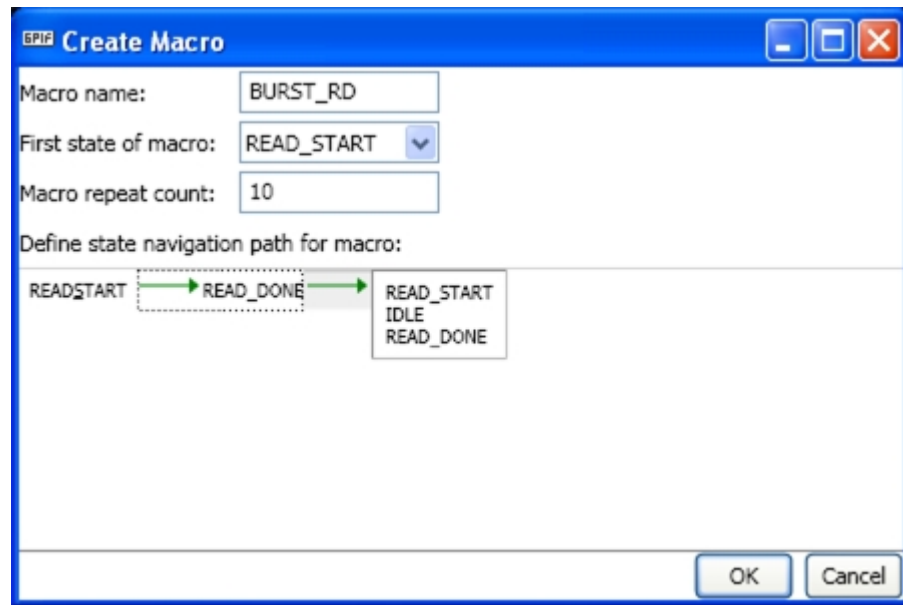 GPIF Create Macro
Macro name: BURST_RD
First state of macro: READ_START
Macro repeat count: 10
Define state navigation path for macro:
READSTART READ_DONE READ_START
IDLE
READ_DONE
OK Cancel